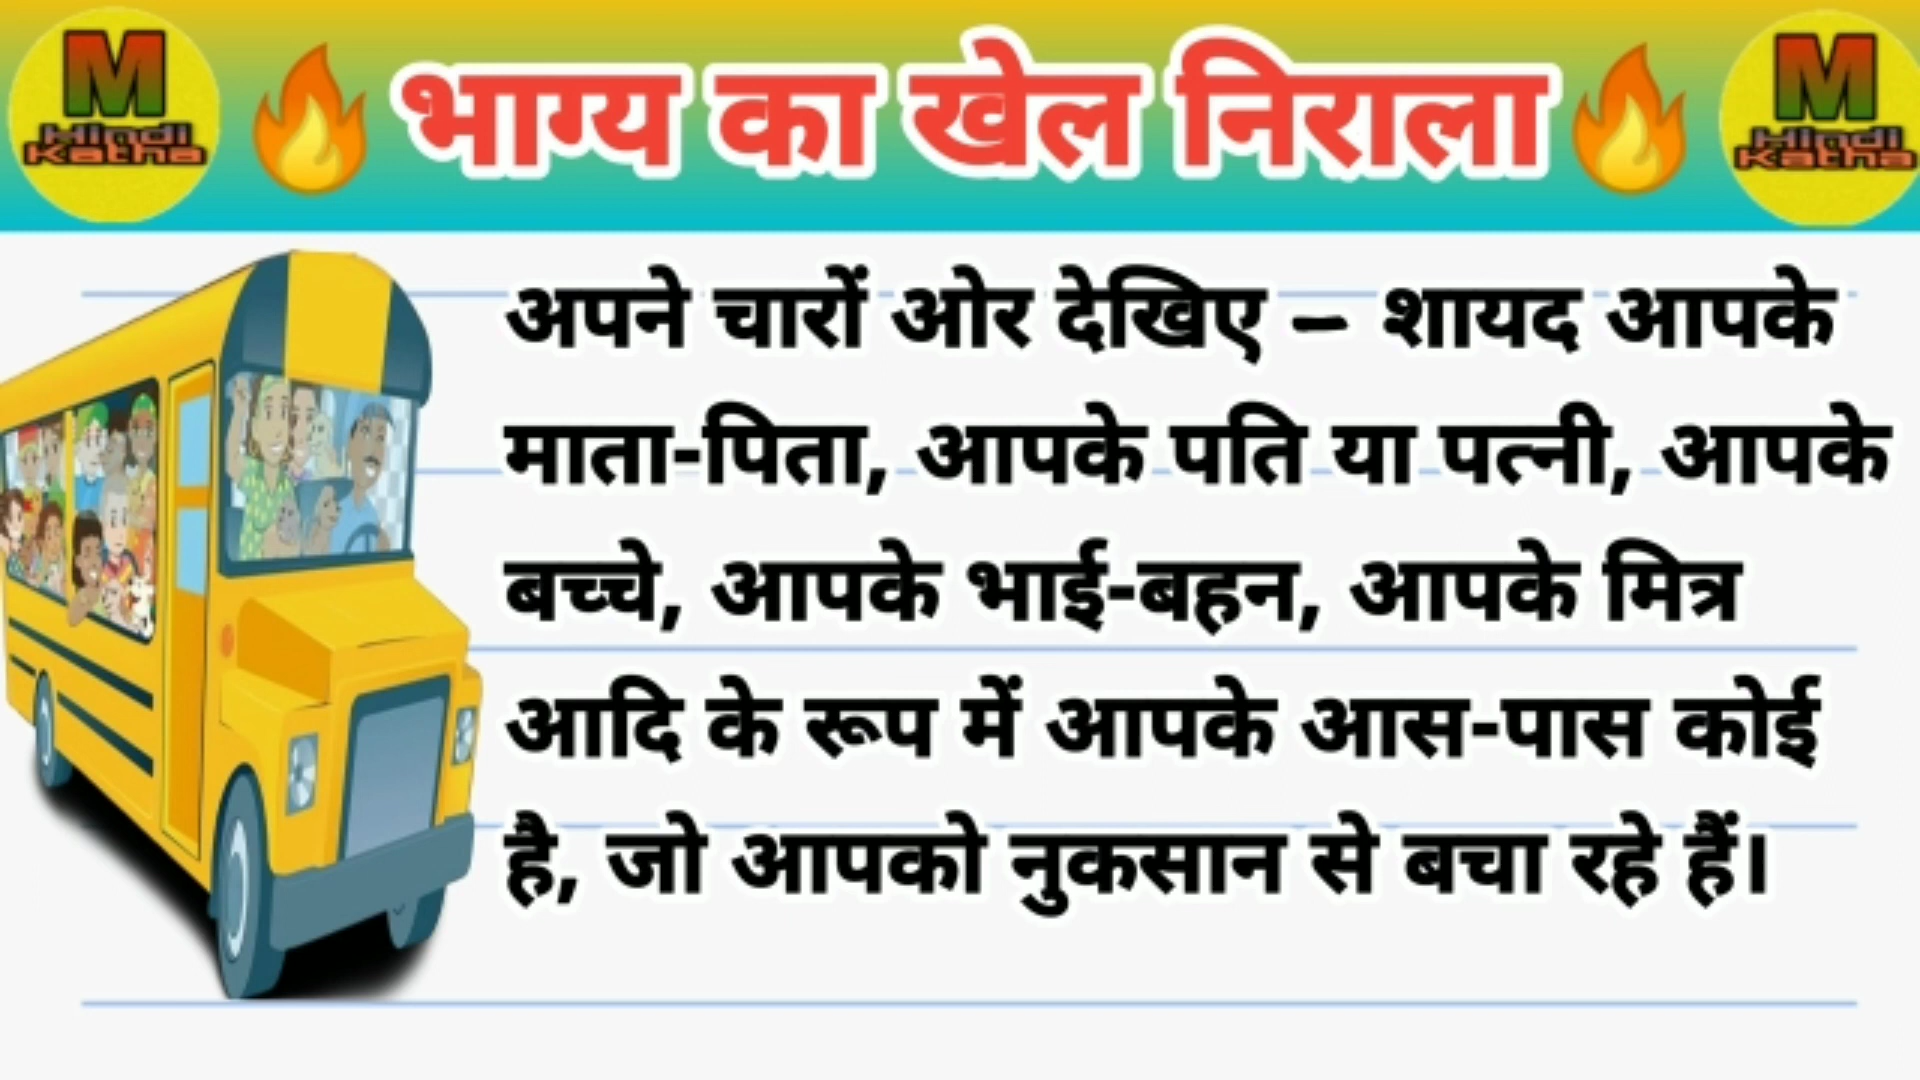 M
Hindi
Katha
भाग्य का खेल निराला
M
Hindi
Katha
अपने चारों ओर देखिए – शायद आपके
माता-पिता, आपके पति या पत्नी, आपके
बच्चे, आपके भाई-बहन, आपके मित्र
आदि के रूप में आपके आस-पास कोई
है, जो आपको नुकसान से बचा रहे हैं।